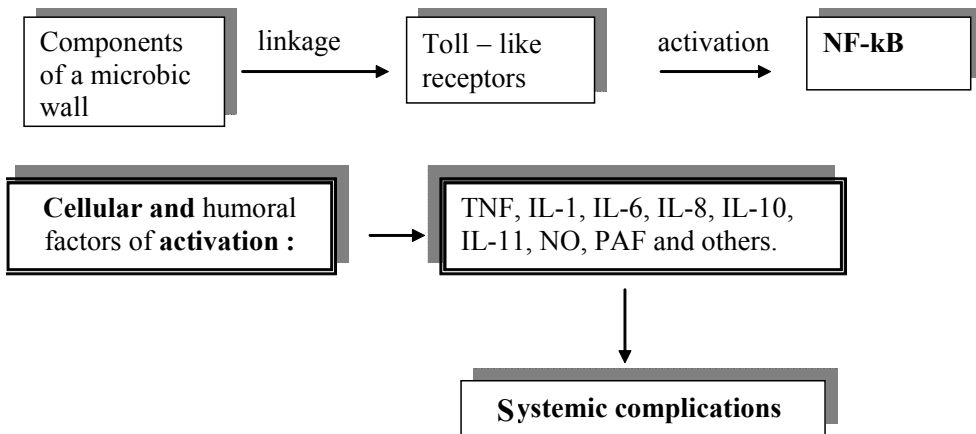 Components
of a microbic
wall
linkage
Toll – like
receptors
activation
NF-kB
Cellular and humoral
factors of activation :
TNF, IL-1, IL-6, IL-8, IL-10,
IL-11, NO, PAF and others.
Systemic complications